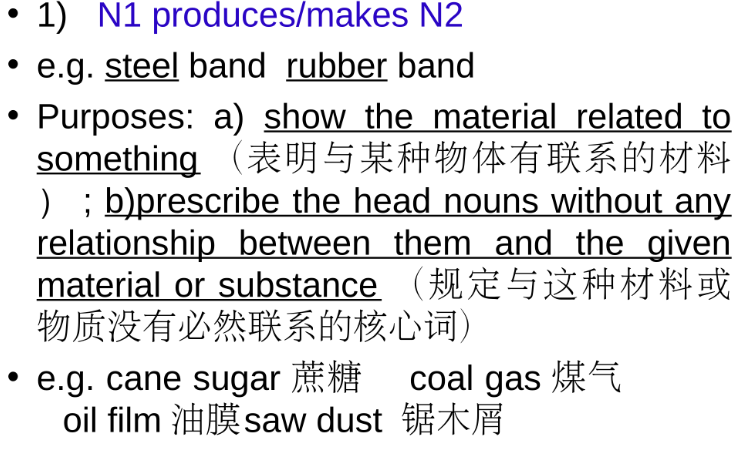 • 1) N1 produces/makes N2
• e.g. steel band rubber band
• Purposes: a) show the material related to
something （表明与某种物体有联系的材料
） ; b)prescribe the head nouns without any
relationship between them and the given
material or substance （规定与这种材料或
物质没有必然联系的核心词）
• e.g. cane sugar 蔗糖 coal gas 煤气
oil film 油膜saw dust 锯木屑